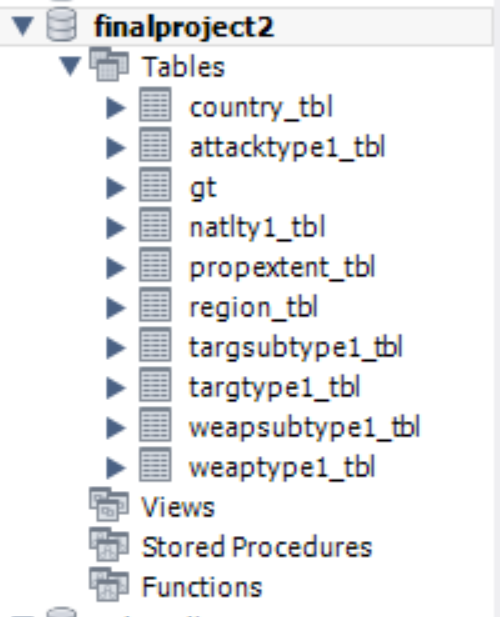 finalproject2
Tables
country_tbl
attacktype1_tbl
gt
natlty1_tbl
propextent_tbl
region_tbl
targsubtype1_tbl
targtype1_tbl
weapsubtype1_tbl
weaptype1_tbl
Views
Stored Procedures
Functions